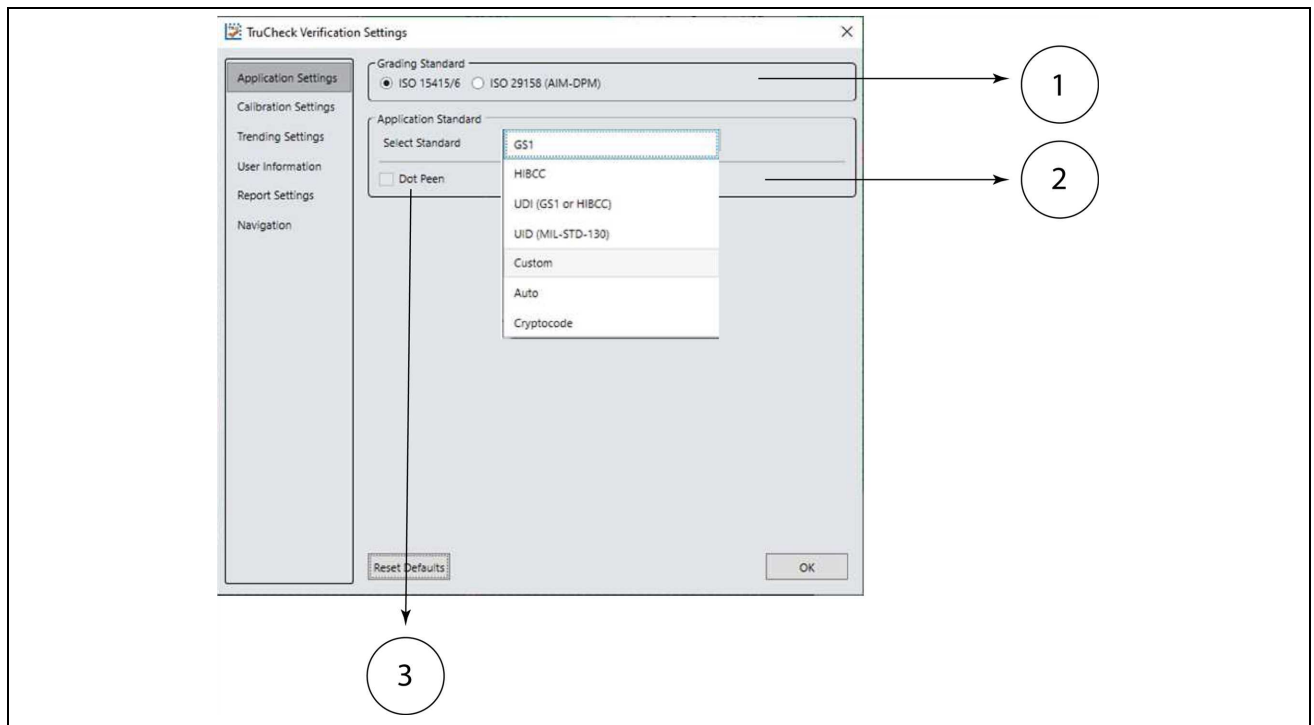 TruCheck Verification Settings
Application Settings
Calibration Settings
Trending Settings
User Information
Report Settings
Navigation
Grading Standard
ISO 15415/6 ISO 29158 (AIM-DPM)
1
Application Standard
Select Standard
GS1
HIBCC
UDI (GS1 or HIBCC)
UID (MIL-STD-130)
Custom
Auto
Cryptocode
Dot Peen
2
Reset Defaults
OK
3